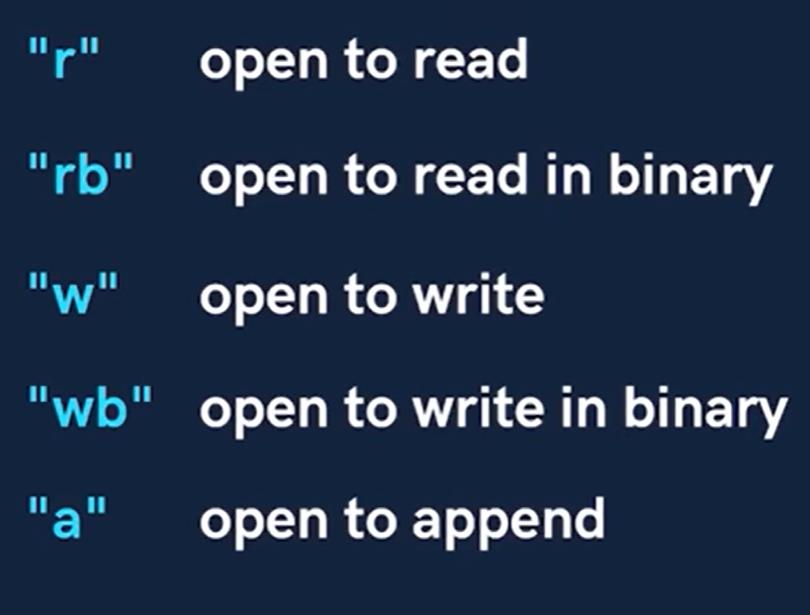 "r" open to read
"rb" open to read in binary
"w" open to write
"wb" open to write in binary
"a" open to append